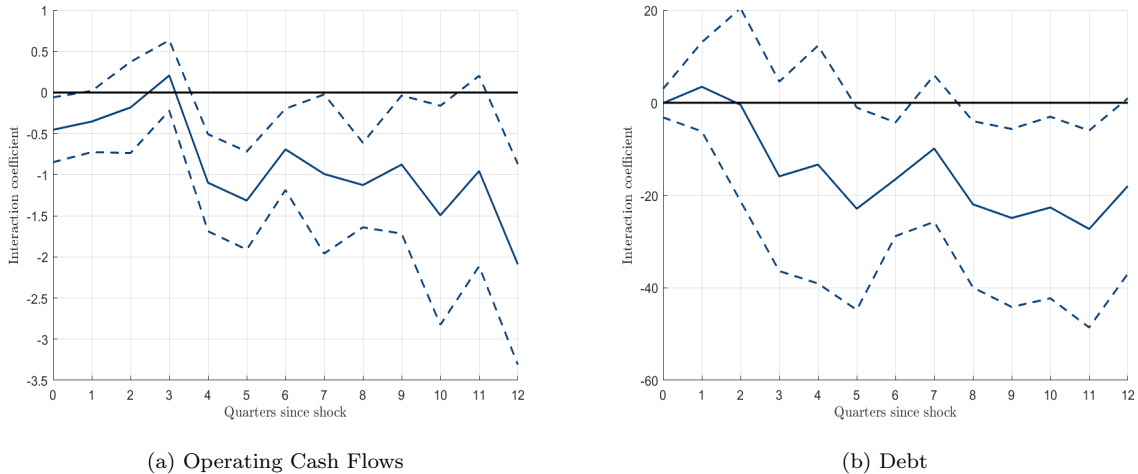 1
0.5
0
-0.5
-1
-1.5
-2
-2.5
-3
-3.5
Interaction coefficient
0 1 2 3 4 5 6 7 8 9 10 11 12
Quarters since shock
(a) Operating Cash Flows
20
0
-20
-40
-60
Interaction coefficient
0 1 2 3 4 5 6 7 8 9 10 11 12
Quarters since shock
(b) Debt